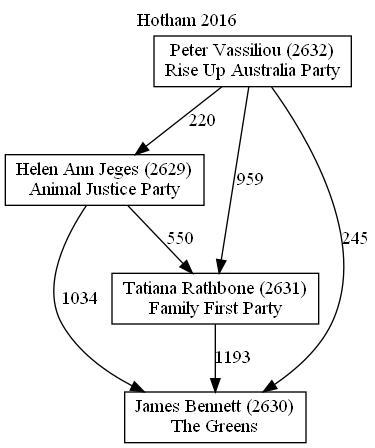 Hotham 2016
Peter Vassiliou (2632)
Rise Up Australia Party
220
Helen Ann Jeges (2629)
Animal Justice Party
959
245
550
Tatiana Rathbone (2631)
Family First Party
1034
1193
James Bennett (2630)
The Greens